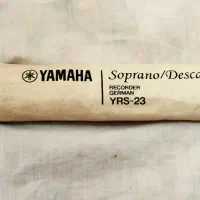 YAMAHA
Soprano/Desca
RECORDER
GERMAN
YRS-23